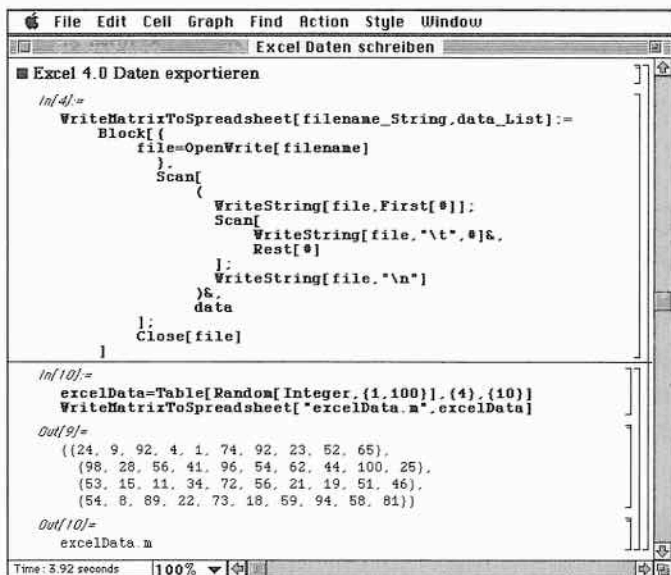 File Edit Cell Graph Find Action Style Window
Excel Daten schreiben
Excel 4.0 Daten exportieren
In[4]:=
WriteMatrixToSpreadsheet[filename_String,data_List]:=
Block[{
file=OpenWrite[filename]
},
Scan[
(
WriteString[file,First[#]];
Scan[
WriteString[file,"\t",#]&,
Rest[#]
];
WriteString[file,"\n"]
)&,
data
];
Close[file]
]
In[10]:=
excelData=Table[Random[Integer,{1,100}],{4},{10}]
WriteMatrixToSpreadsheet["excelData.m",excelData]
Out[9]=
{{24, 9, 92, 4, 1, 74, 92, 23, 52, 65},
{98, 28, 56, 41, 96, 54, 62, 44, 100, 25},
{53, 15, 11, 34, 72, 56, 21, 19, 51, 46},
{54, 8, 89, 22, 73, 18, 59, 94, 58, 81}}
Out[10]=
excelData.m
Time: 3.92 seconds 100%